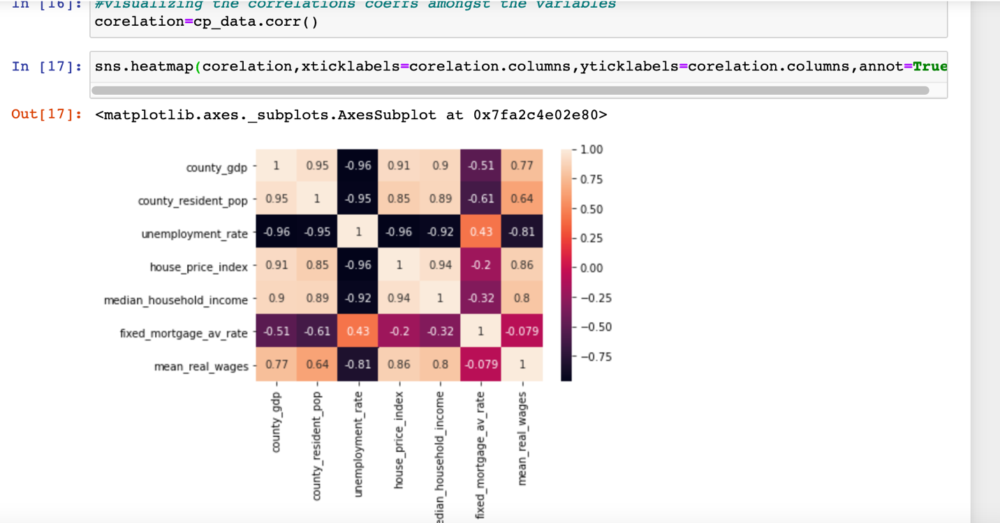 In [16]: #visualizing the correlations coeffs amongst the variables
corelation=cp_data.corr()
In [17]: sns.heatmap(corelation,xticklabels=corelation.columns,yticklabels=corelation.columns,annot=True
Out[17]: <matplotlib.axes._subplots.AxesSubplot at 0x7fa2c4e02e80>
county_gdp 1 0.95 -0.96 0.91 0.9 -0.51 0.77
county_resident_pop 0.95 1 -0.95 0.85 0.89 -0.61 0.64
unemployment_rate -0.96 -0.95 1 -0.96 -0.92 0.43 -0.81
house_price_index 0.91 0.85 -0.96 1 0.94 -0.2 0.86
median_household_income 0.9 0.89 -0.92 0.94 1 -0.32 0.8
fixed_mortgage_av_rate -0.51 -0.61 0.43 -0.2 -0.32 1 -0.079
mean_real_wages 0.77 0.64 -0.81 0.86 0.8 -0.079 1
county_gdp
county_resident_pop
unemployment_rate
house_price_index
edian_household_income
fixed_mortgage_av_rate
mean_real_wages
1.00
0.75
0.50
0.25
0.00
−0.25
−0.50
−0.75